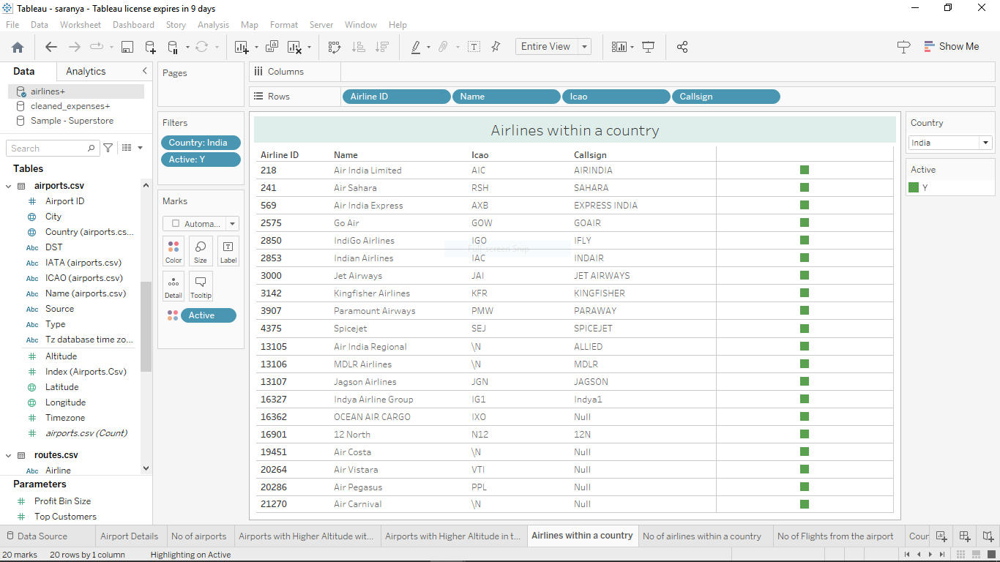 Tableau - saranya - Tableau license expires in 9 days
File Data Worksheet Dashboard Story Analysis Map Format Server Window Help
Entire View
Show Me
Data Analytics
airlines+
cleaned_expenses+
Sample - Superstore
Search
Tables
airports.csv
Airport ID
City
Country (airports.cs...
Abc DST
Abc IATA (airports.csv)
Abc ICAO (airports.csv)
Abc Name (airports.csv)
Abc Source
Abc Type
Abc Tz database time zo...
Altitude
Index (Airports.Csv)
Latitude
Longitude
Timezone
airports.csv (Count)
routes.csv
Abc Airline
Parameters
Profit Bin Size
Top Customers
Pages
Filters
Country: India
Active: Y
Marks
Automa...
Color Size Label
Detail Tooltip
Active
Columns
Rows Airline ID Name Icao Callsign
Airlines within a country
Airline ID Name Icao Callsign
218 Air India Limited AIC AIRINDIA
241 Air Sahara RSH SAHARA
569 Air India Express AXB EXPRESS INDIA
2575 Go Air GOW GOAIR
2850 IndiGo Airlines IGO IFLY
Full-screen Snip
2853 Indian Airlines IAC INDAIR
3000 Jet Airways JAI JET AIRWAYS
3142 Kingfisher Airlines KFR KINGFISHER
3907 Paramount Airways PMW PARAWAY
4375 Spicejet SEJ SPICEJET
13105 Air India Regional \N ALLIED
13106 MDLR Airlines \N MDLR
13107 Jagson Airlines JGN JAGSON
16327 Indya Airline Group IG1 Indya1
16362 OCEAN AIR CARGO IXO Null
16901 12 North N12 12N
19451 Air Costa \N Null
20264 Air Vistara VTI Null
20286 Air Pegasus PPL Null
21270 Air Carnival \N Null
Country
India
Active
Y
Data Source Airport Details No of airports Airports with Higher Altitude wit... Airports with Higher Altitude in t... Airlines within a country No of airlines within a country No of Flights from the airport Cour
20 marks 20 rows by 1 column Highlighting on Active